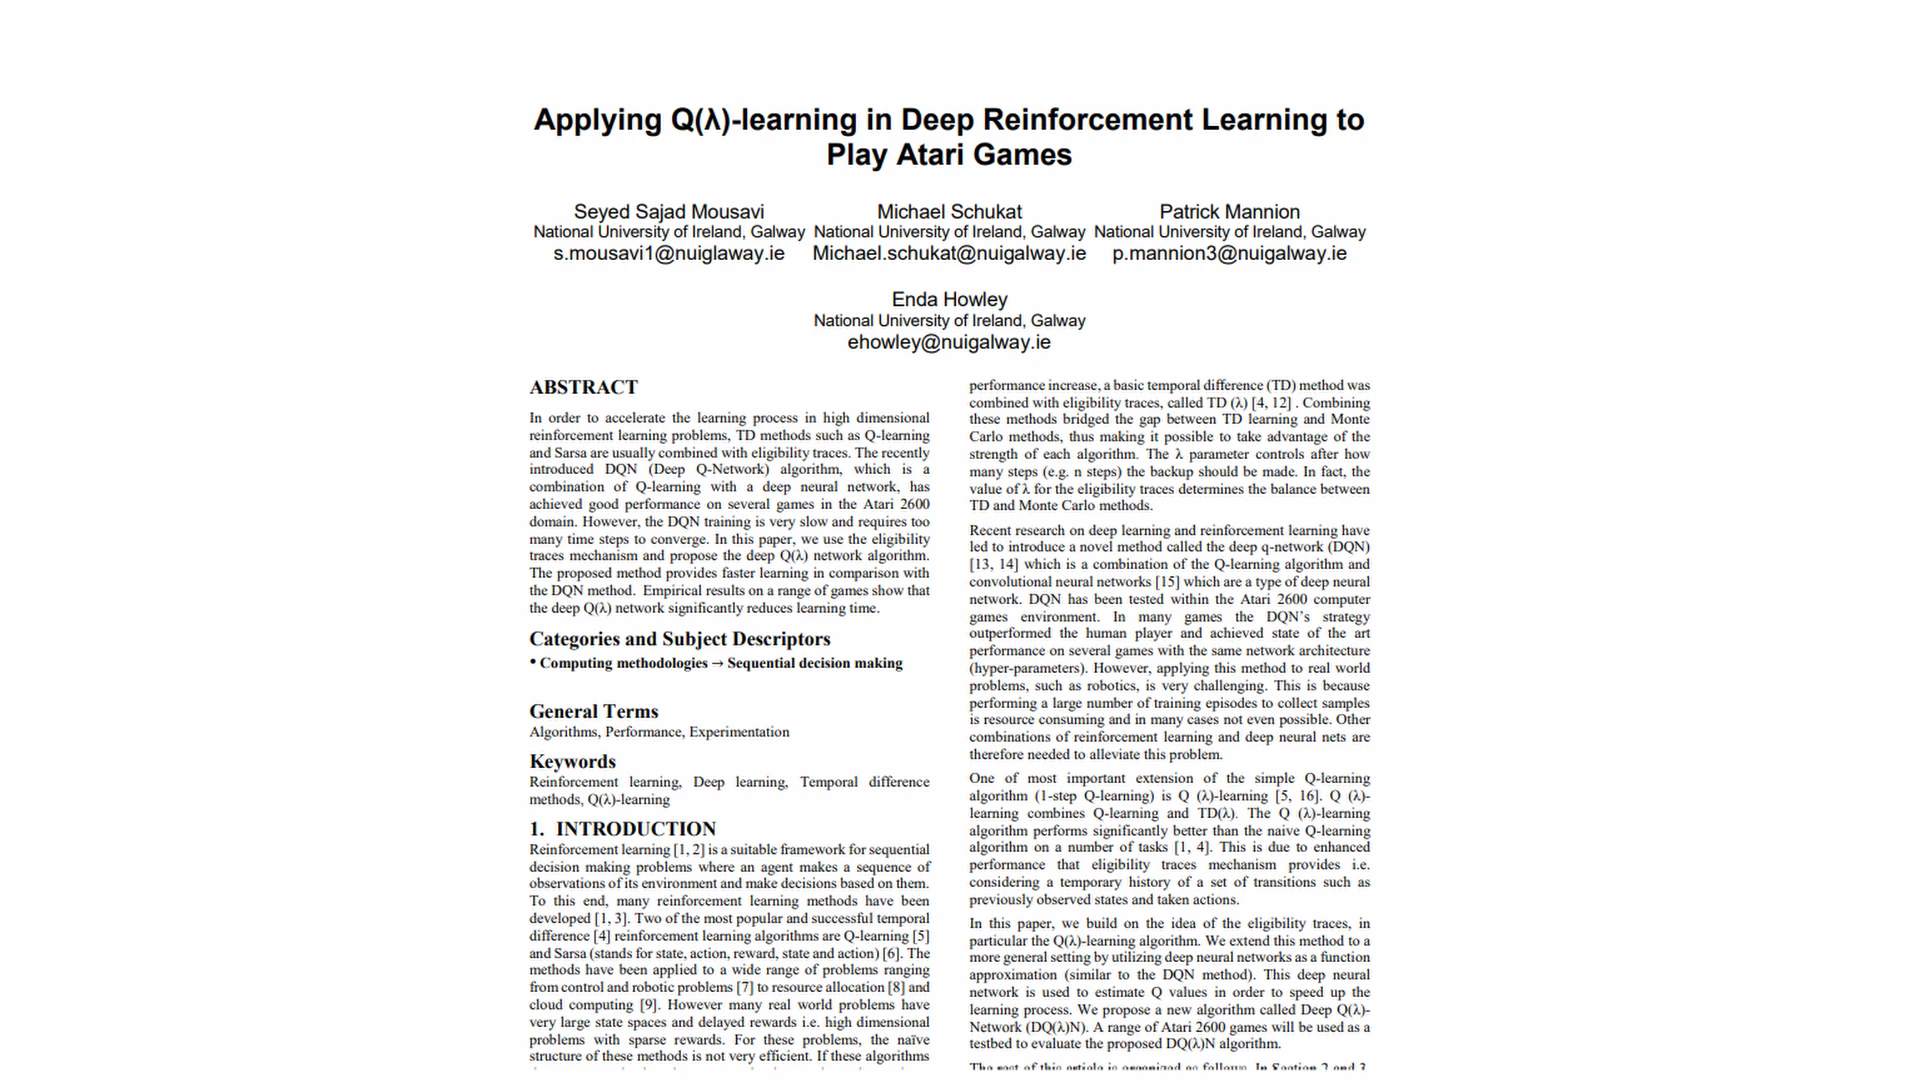 Applying Q(λ)-learning in Deep Reinforcement Learning to
Play Atari Games
Seyed Sajad Mousavi
National University of Ireland, Galway
s.mousavi1@nuiglaway.ie
Michael Schukat
National University of Ireland, Galway
Michael.schukat@nuigalway.ie
Patrick Mannion
National University of Ireland, Galway
p.mannion3@nuigalway.ie
Enda Howley
National University of Ireland, Galway
ehowley@nuigalway.ie
ABSTRACT
In order to accelerate the learning process in high dimensional
reinforcement learning problems, TD methods such as Q-learning
and Sarsa are usually combined with eligibility traces. The recently
introduced DQN (Deep Q-Network) algorithm, which is a
combination of Q-learning with a deep neural network, has
achieved good performance on several games in the Atari 2600
domain. However, the DQN training is very slow and requires too
many time steps to converge. In this paper, we use the eligibility
traces mechanism and propose the deep Q(λ) network algorithm.
The proposed method provides faster learning in comparison with
the DQN method. Empirical results on a range of games show that
the deep Q(λ) network significantly reduces learning time.
Categories and Subject Descriptors
• Computing methodologies → Sequential decision making
General Terms
Algorithms, Performance, Experimentation
Keywords
Reinforcement learning, Deep learning, Temporal difference
methods, Q(λ)-learning
1. INTRODUCTION
Reinforcement learning [1, 2] is a suitable framework for sequential
decision making problems where an agent makes a sequence of
observations of its environment and make decisions based on them.
To this end, many reinforcement learning methods have been
developed [1, 3]. Two of the most popular and successful temporal
difference [4] reinforcement learning algorithms are Q-learning [5]
and Sarsa (stands for state, action, reward, state and action) [6]. The
methods have been applied to a wide range of problems ranging
from control and robotic problems [7] to resource allocation [8] and
cloud computing [9]. However many real world problems have
very large state spaces and delayed rewards i.e. high dimensional
problems with sparse rewards. For these problems, the naïve
structure of these methods is not very efficient. If these algorithms
performance increase, a basic temporal difference (TD) method was
combined with eligibility traces, called TD (λ) [4, 12] . Combining
these methods bridged the gap between TD learning and Monte
Carlo methods, thus making it possible to take advantage of the
strength of each algorithm. The λ parameter controls after how
many steps (e.g. n steps) the backup should be made. In fact, the
value of λ for the eligibility traces determines the balance between
TD and Monte Carlo methods.
Recent research on deep learning and reinforcement learning have
led to introduce a novel method called the deep q-network (DQN)
[13, 14] which is a combination of the Q-learning algorithm and
convolutional neural networks [15] which are a type of deep neural
network. DQN has been tested within the Atari 2600 computer
games environment. In many games the DQN’s strategy
outperformed the human player and achieved state of the art
performance on several games with the same network architecture
(hyper-parameters). However, applying this method to real world
problems, such as robotics, is very challenging. This is because
performing a large number of training episodes to collect samples
is resource consuming and in many cases not even possible. Other
combinations of reinforcement learning and deep neural nets are
therefore needed to alleviate this problem.
One of most important extension of the simple Q-learning
algorithm (1-step Q-learning) is Q (λ)-learning [5, 16]. Q (λ)-
learning combines Q-learning and TD(λ). The Q (λ)-learning
algorithm performs significantly better than the naive Q-learning
algorithm on a number of tasks [1, 4]. This is due to enhanced
performance that eligibility traces mechanism provides i.e.
considering a temporary history of a set of transitions such as
previously observed states and taken actions.
In this paper, we build on the idea of the eligibility traces, in
particular the Q(λ)-learning algorithm. We extend this method to a
more general setting by utilizing deep neural networks as a function
approximation (similar to the DQN method). This deep neural
network is used to estimate Q values in order to speed up the
learning process. We propose a new algorithm called Deep Q(λ)-
Network (DQ(λ)N). A range of Atari 2600 games will be used as a
testbed to evaluate the proposed DQ(λ)N algorithm.
The rest of this article is organized as follows. In Section 2 and 3,